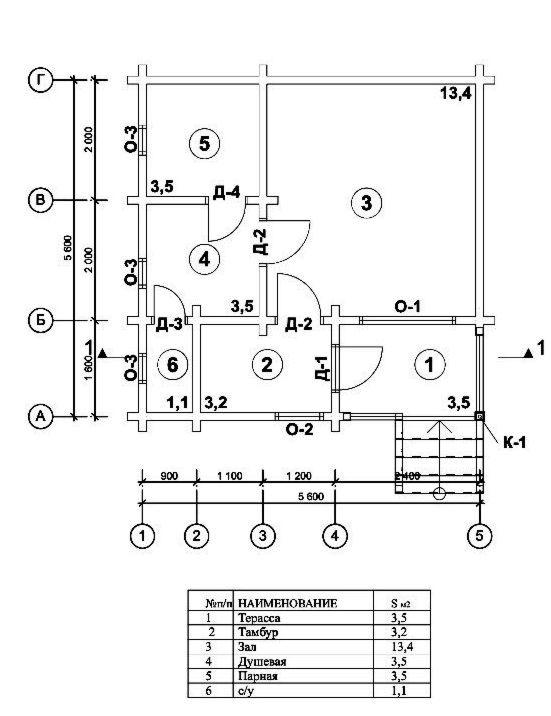 Г
13,4
О-3
5
2 000
3,5
Д-4
В
3
5 600
Д-2
2 000
О-3
4
3,5
О-1
Б
Д-3
Д-2
1
1
1 600
О-3
6
2
Д-1
1
1,1
3,2
3,5
А
О-2
К-1
900
1 100
1 200
2 400
5 600
1
2
3
4
5
№п/п НАИМЕНОВАНИЕ S м2
1 Терасса 3,5
2 Тамбур 3,2
3 Зал 13,4
4 Душевая 3,5
5 Парная 3,5
6 с/у 1,1